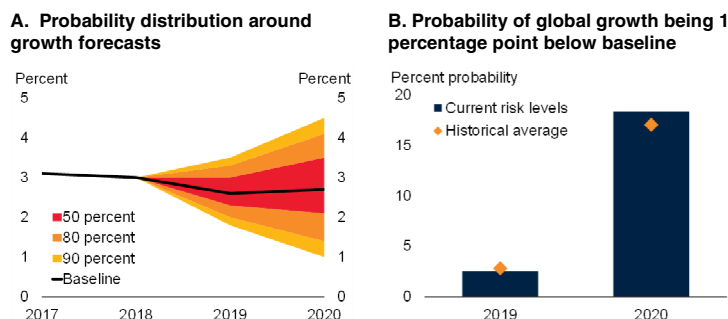 A. Probability distribution around
growth forecasts
Percent Percent
5 5
4 4
3 3
2 2
1 1
0 0
50 percent
80 percent
90 percent
Baseline
2017 2018 2019 2020
B. Probability of global growth being 1
percentage point below baseline
Percent probability
20
15
10
5
0
Current risk levels
Historical average
2019 2020